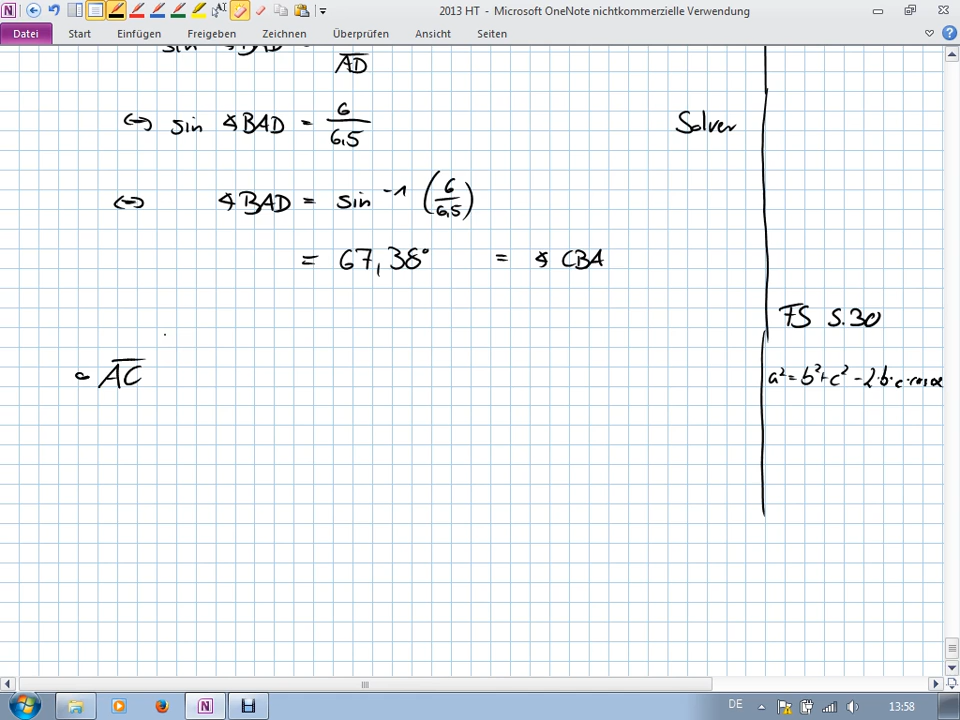 2013 HT - Microsoft OneNote nichtkommerzielle Verwendung
Datei Start Einfügen Freigeben Zeichnen Überprüfen Ansicht Seiten
sin ∢BAD =
AD
⇔ sin ∢BAD = 6/6,5
Solver
⇔ ∢BAD = sin⁻¹ (6/6,5)
= 67,38° = ∢ CBA
FS S.30
AC
a² = b² + c² - 2·b·c·cos α
DE 13:58